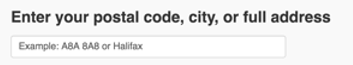 Enter your postal code, city, or full address
Example: A8A 8A8 or Halifax